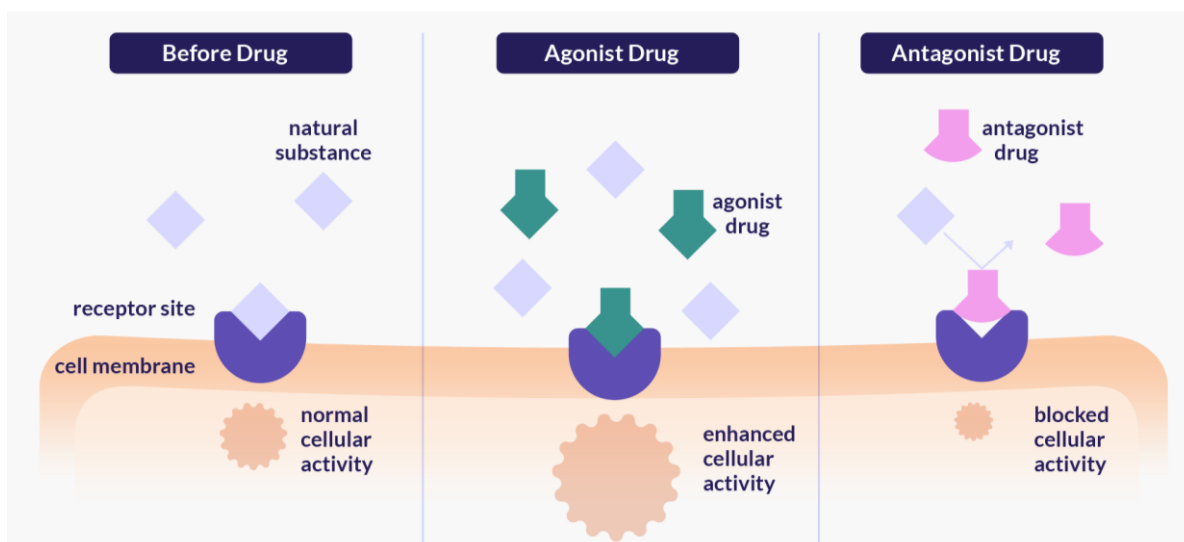 Before Drug
natural
substance
receptor site
cell membrane
normal
cellular
activity
Agonist Drug
agonist
drug
enhanced
cellular
activity
Antagonist Drug
antagonist
drug
blocked
cellular
activity